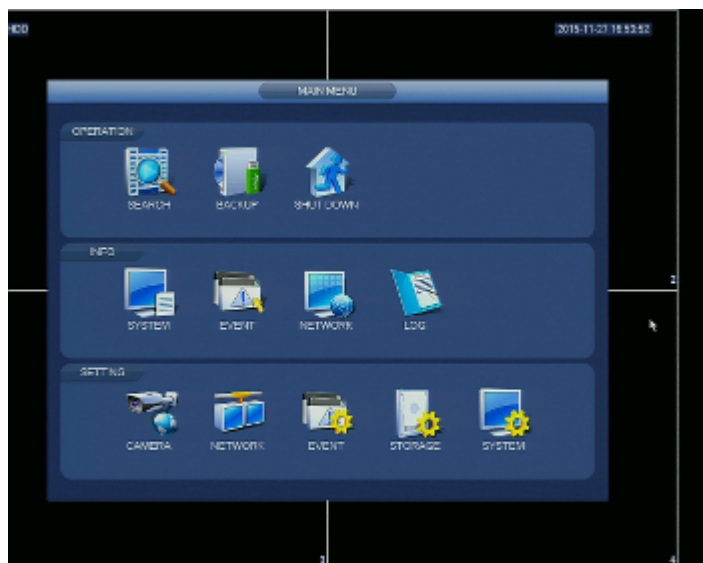 HDD
2015-11-27 16:53:52
MAIN MENU
OPERATION
SEARCH BACKUP SHUTDOWN
INFO
SYSTEM EVENT NETWORK LOG
2
SETTING
CAMERA NETWORK EVENT STORAGE SYSTEM
3
4